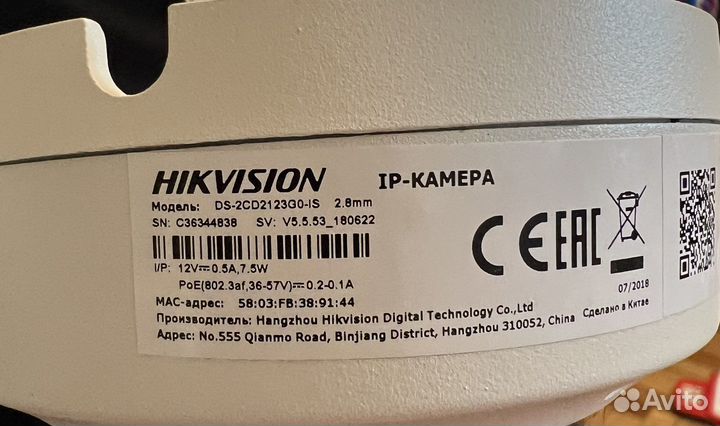 HIKVISION IP-КАМЕРА
Модель: DS-2CD2123G0-IS 2.8mm
SN: C36344838 SV: V5.5.53_180622
I/P: 12V⎓0.5A,7.5W
PoE(802.3af,36-57V)⎓0.2-0.1A
CE EAC
07/2018
MAC-адрес: 58:03:FB:38:91:44
Производитель: Hangzhou Hikvision Digital Technology Co.,Ltd
Адрес: No.555 Qianmo Road, Binjiang District, Hangzhou 310052, China Сделано в Китае
Avito